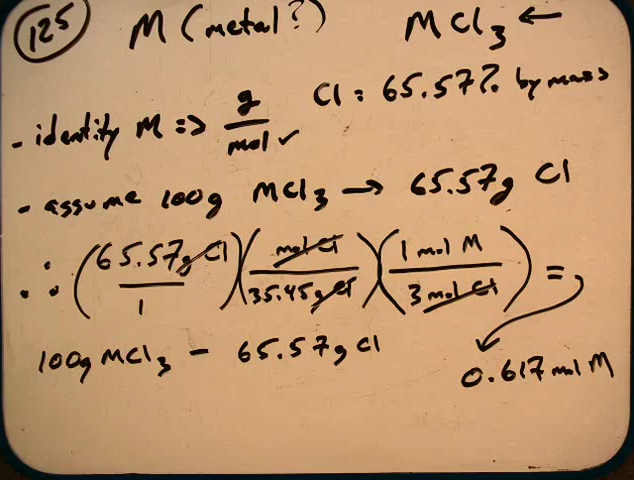 125 M (metal?) MCl₃ ←
Cl = 65.57% by mass
- identity M => g/mol ✓
- assume 100g MCl₃ → 65.57g Cl
∴ (65.57g Cl / 1)(mol Cl / 35.45g Cl)(1 mol M / 3 mol Cl) =
100g MCl₃ - 65.57g Cl
0.617 mol M